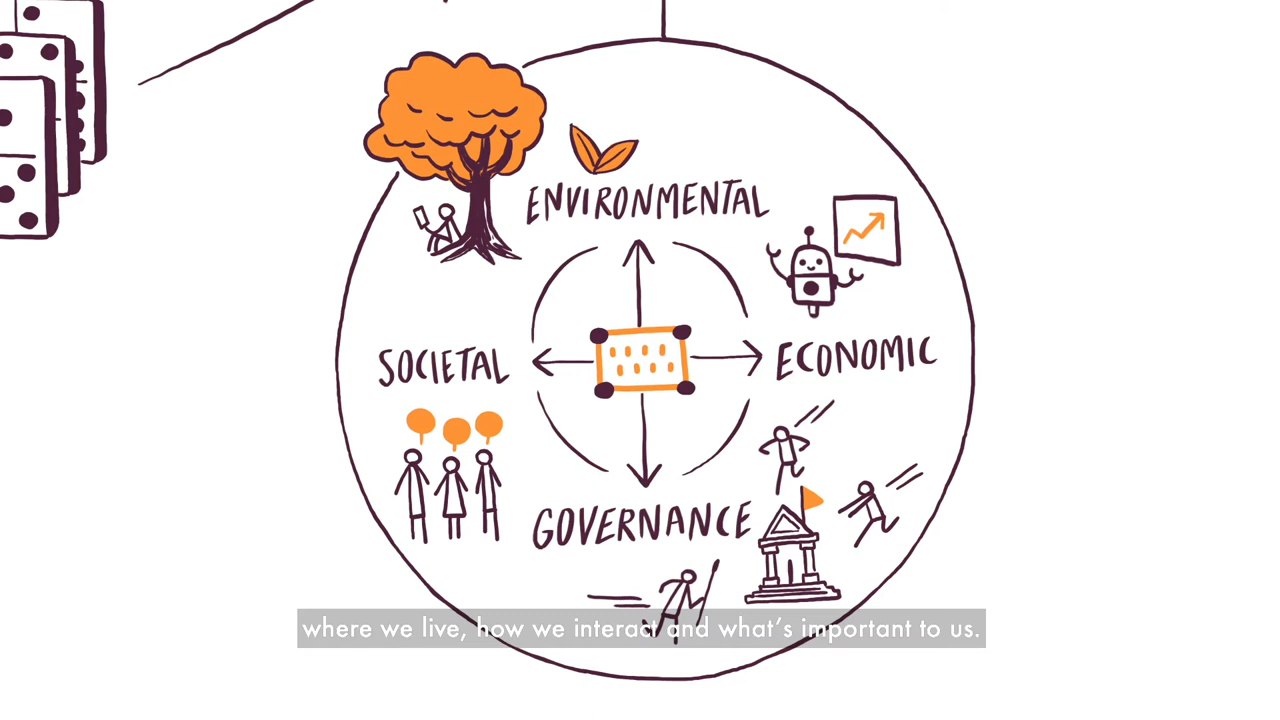 ENVIRONMENTAL
SOCIETAL
ECONOMIC
GOVERNANCE
where we live, how we interact and what's important to us.